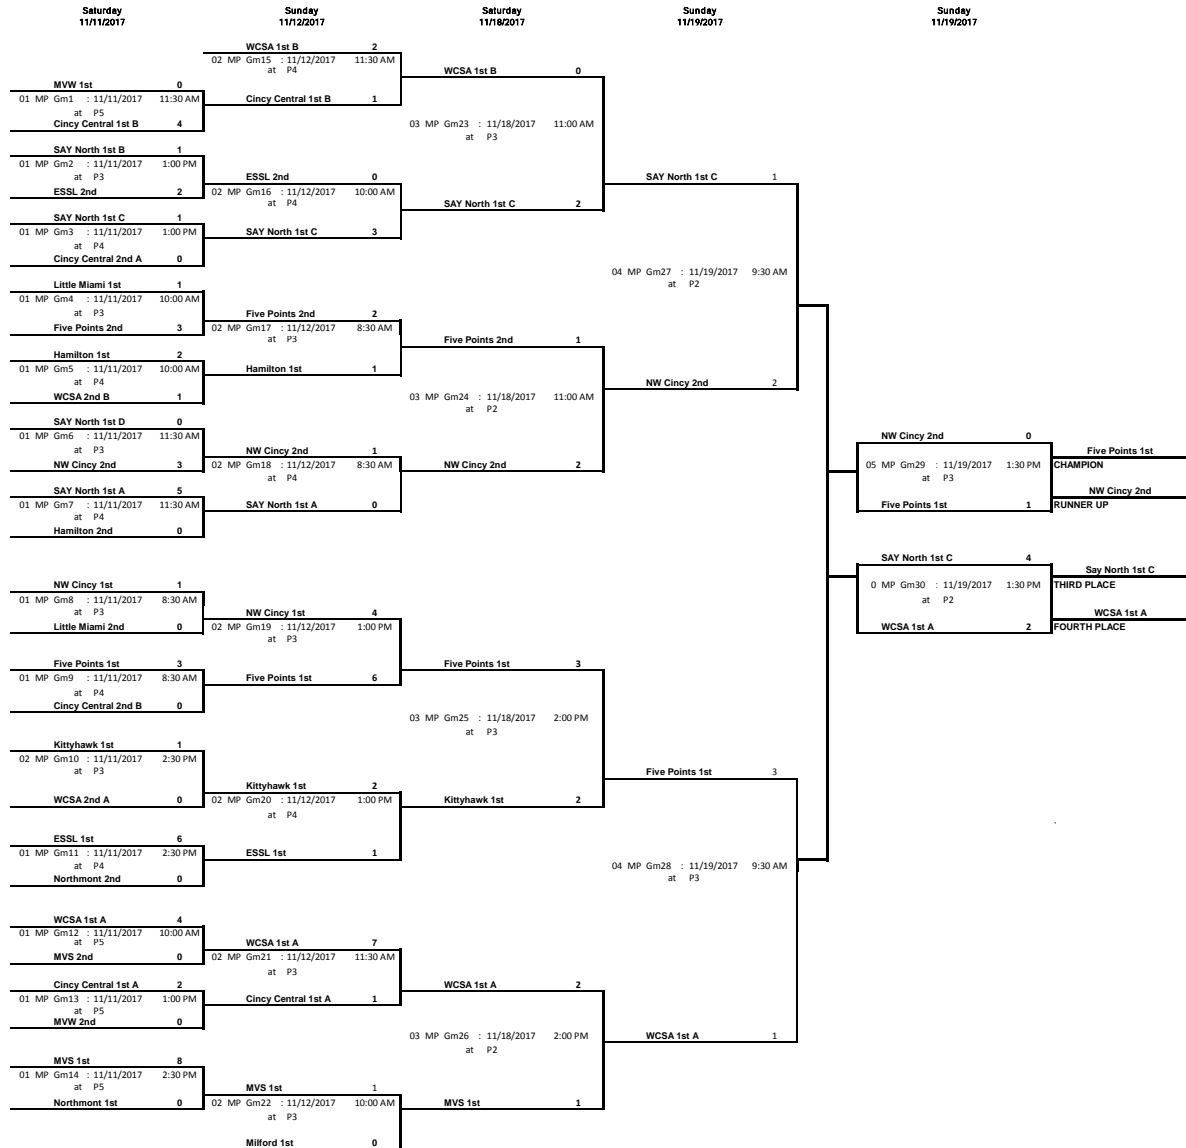 Saturday
11/11/2017
Sunday
11/12/2017
Saturday
11/18/2017
Sunday
11/19/2017
Sunday
11/19/2017
MVW 1st 0
01 MP Gm1 : 11/11/2017 11:30 AM
at P5
Cincy Central 1st B 4
SAY North 1st B 1
01 MP Gm2 : 11/11/2017 1:00 PM
at P3
ESSL 2nd 2
SAY North 1st C 1
01 MP Gm3 : 11/11/2017 1:00 PM
at P4
Cincy Central 2nd A 0
Little Miami 1st 1
01 MP Gm4 : 11/11/2017 10:00 AM
at P3
Five Points 2nd 3
Hamilton 1st 2
01 MP Gm5 : 11/11/2017 10:00 AM
at P4
WCSA 2nd B 1
SAY North 1st D 0
01 MP Gm6 : 11/11/2017 11:30 AM
at P3
NW Cincy 2nd 3
SAY North 1st A 5
01 MP Gm7 : 11/11/2017 11:30 AM
at P4
Hamilton 2nd 0
NW Cincy 1st 1
01 MP Gm8 : 11/11/2017 8:30 AM
at P3
Little Miami 2nd 0
Five Points 1st 3
01 MP Gm9 : 11/11/2017 8:30 AM
at P4
Cincy Central 2nd B 0
Kittyhawk 1st 1
02 MP Gm10 : 11/11/2017 2:30 PM
at P3
WCSA 2nd A 0
ESSL 1st 6
01 MP Gm11 : 11/11/2017 2:30 PM
at P4
Northmont 2nd 0
WCSA 1st A 4
01 MP Gm12 : 11/11/2017 10:00 AM
at P5
MVS 2nd 0
Cincy Central 1st A 2
01 MP Gm13 : 11/11/2017 1:00 PM
at P5
MVW 2nd 0
MVS 1st 8
01 MP Gm14 : 11/11/2017 2:30 PM
at P5
Northmont 1st 0
WCSA 1st B 2
02 MP Gm15 : 11/12/2017 11:30 AM
at P4
Cincy Central 1st B 1
ESSL 2nd 0
02 MP Gm16 : 11/12/2017 10:00 AM
at P4
SAY North 1st C 3
Five Points 2nd 2
02 MP Gm17 : 11/12/2017 8:30 AM
at P3
Hamilton 1st 1
NW Cincy 2nd 1
02 MP Gm18 : 11/12/2017 8:30 AM
at P4
SAY North 1st A 0
NW Cincy 1st 4
02 MP Gm19 : 11/12/2017 1:00 PM
at P3
Five Points 1st 6
Kittyhawk 1st 2
02 MP Gm20 : 11/12/2017 1:00 PM
at P4
ESSL 1st 1
WCSA 1st A 7
02 MP Gm21 : 11/12/2017 11:30 AM
at P3
Cincy Central 1st A 1
MVS 1st 1
02 MP Gm22 : 11/12/2017 10:00 AM
at P3
Milford 1st 0
WCSA 1st B 0
03 MP Gm23 : 11/18/2017 11:00 AM
at P3
SAY North 1st C 2
Five Points 2nd 1
03 MP Gm24 : 11/18/2017 11:00 AM
at P2
NW Cincy 2nd 2
Five Points 1st 3
03 MP Gm25 : 11/18/2017 2:00 PM
at P3
Kittyhawk 1st 2
WCSA 1st A 2
03 MP Gm26 : 11/18/2017 2:00 PM
at P2
MVS 1st 1
SAY North 1st C 1
04 MP Gm27 : 11/19/2017 9:30 AM
at P2
NW Cincy 2nd 2
Five Points 1st 3
04 MP Gm28 : 11/19/2017 9:30 AM
at P3
WCSA 1st A 1
NW Cincy 2nd 0
05 MP Gm29 : 11/19/2017 1:30 PM
at P3
Five Points 1st 1
SAY North 1st C 4
0 MP Gm30 : 11/19/2017 1:30 PM
at P2
WCSA 1st A 2
Five Points 1st
CHAMPION
NW Cincy 2nd
RUNNER UP
Say North 1st C
THIRD PLACE
WCSA 1st A
FOURTH PLACE